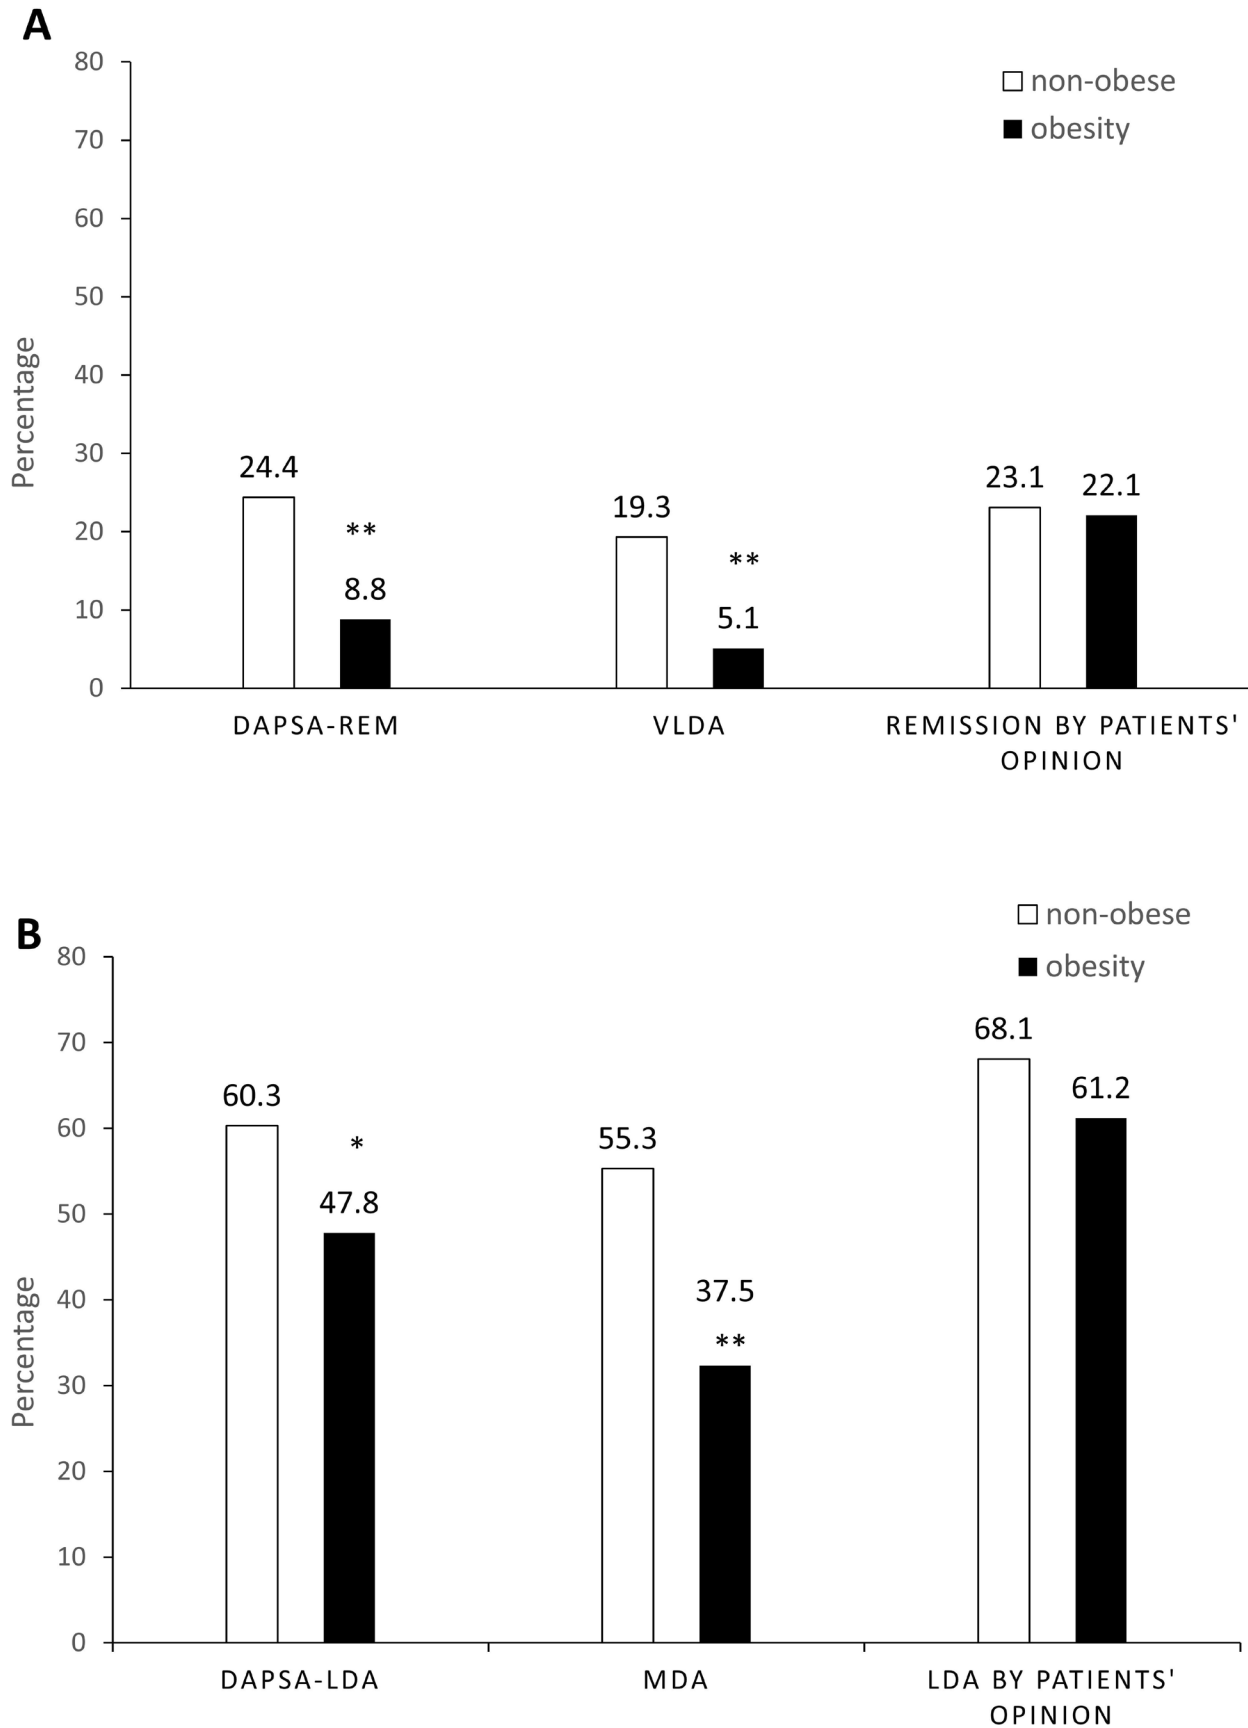 A
80
non-obese
obesity
70
60
50
40
30
20
10
0
Percentage
24.4
**
8.8
19.3
**
5.1
23.1
22.1
DAPSA-REM
VLDA
REMISSION BY PATIENTS'
OPINION
B
non-obese
obesity
80
70
60
50
40
30
20
10
0
Percentage
60.3
*
47.8
55.3
37.5
**
68.1
61.2
DAPSA-LDA
MDA
LDA BY PATIENTS'
OPINION